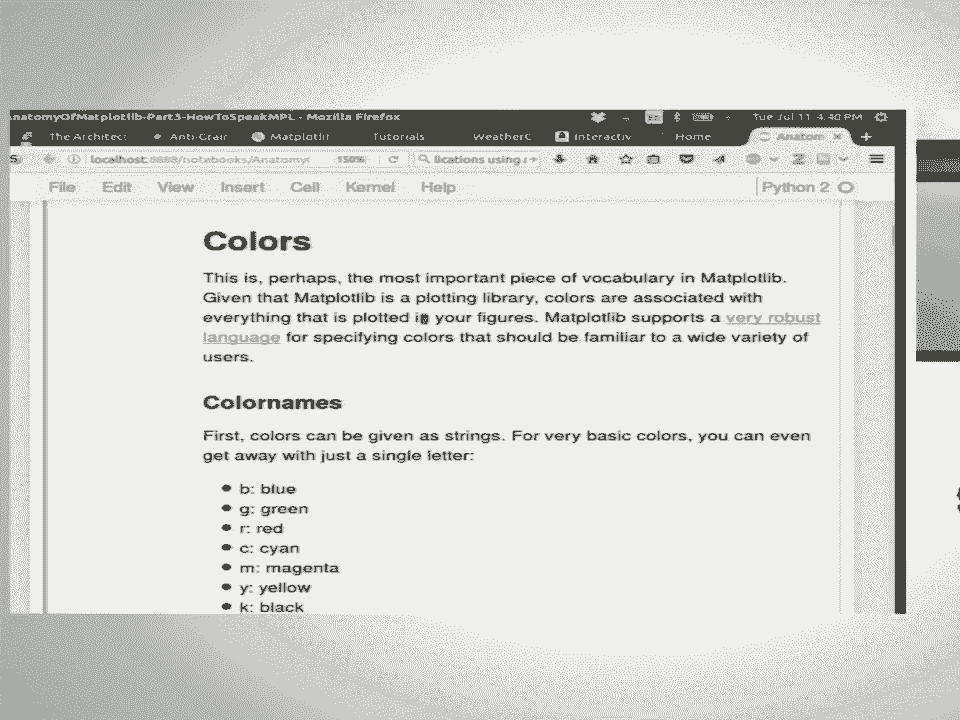 AnatomyOfMatplotlib-Part3-HowToSpeakMPL - Mozilla Firefox Tue Jul 11 4:40 PM
The Architect Anti-Grair Matplotlit Tutorials WeatherC Interactiv Home Anatom
localhost:8888/notebooks/Anatomy 150% lications using
File Edit View Insert Cell Kernel Help Python 2
Colors
This is, perhaps, the most important piece of vocabulary in Matplotlib.
Given that Matplotlib is a plotting library, colors are associated with
everything that is plotted in your figures. Matplotlib supports a very robust
language for specifying colors that should be familiar to a wide variety of
users.
Colornames
First, colors can be given as strings. For very basic colors, you can even
get away with just a single letter:
b: blue
g: green
r: red
c: cyan
m: magenta
y: yellow
k: black